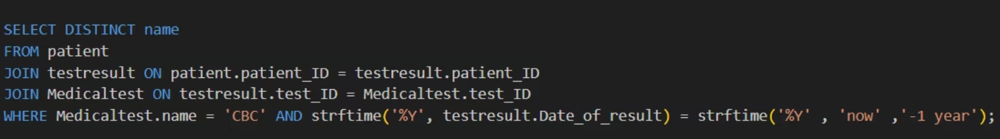 SELECT DISTINCT name
FROM patient
JOIN testresult ON patient.patient_ID = testresult.patient_ID
JOIN Medicaltest ON testresult.test_ID = Medicaltest.test_ID
WHERE Medicaltest.name = 'CBC' AND strftime('%Y', testresult.Date_of_result) = strftime('%Y' , 'now' ,'-1 year');